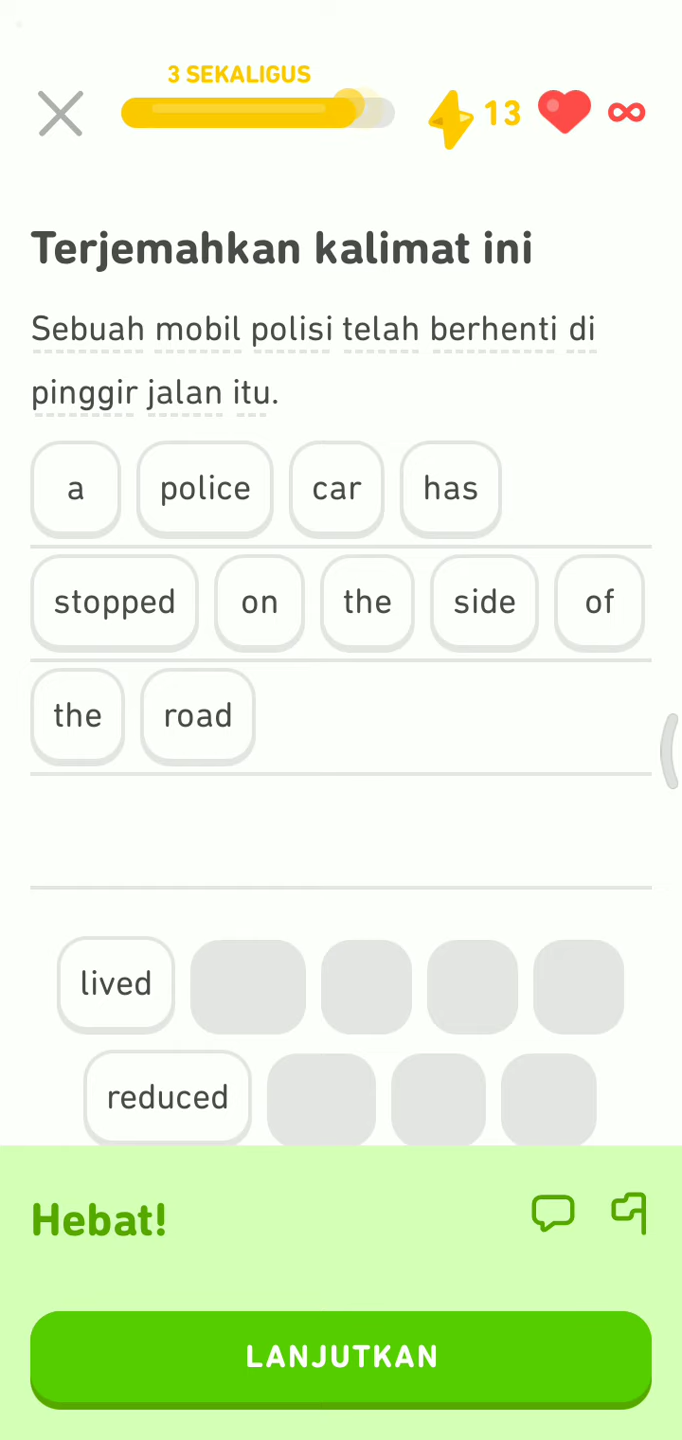 3 SEKALIGUS
13 ∞
Terjemahkan kalimat ini
Sebuah mobil polisi telah berhenti di
pinggir jalan itu.
a police car has
stopped on the side of
the road
lived
reduced
Hebat!
LANJUTKAN